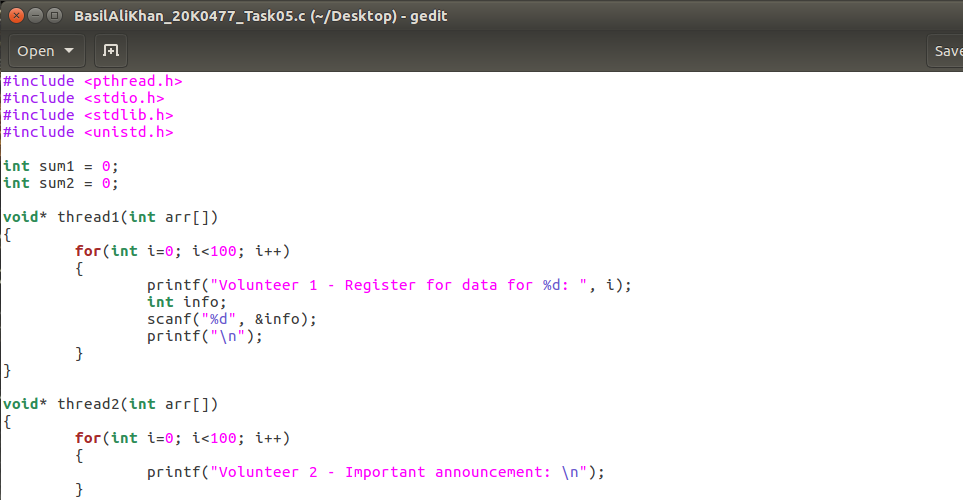 BasilAliKhan_20K0477_Task05.c (~/Desktop) - gedit
Open
Save
#include <pthread.h>
#include <stdio.h>
#include <stdlib.h>
#include <unistd.h>
int sum1 = 0;
int sum2 = 0;
void* thread1(int arr[])
{
for(int i=0; i<100; i++)
{
printf("Volunteer 1 - Register for data for %d: ", i);
int info;
scanf("%d", &info);
printf("\n");
}
}
void* thread2(int arr[])
{
for(int i=0; i<100; i++)
{
printf("Volunteer 2 - Important announcement: \n");
}